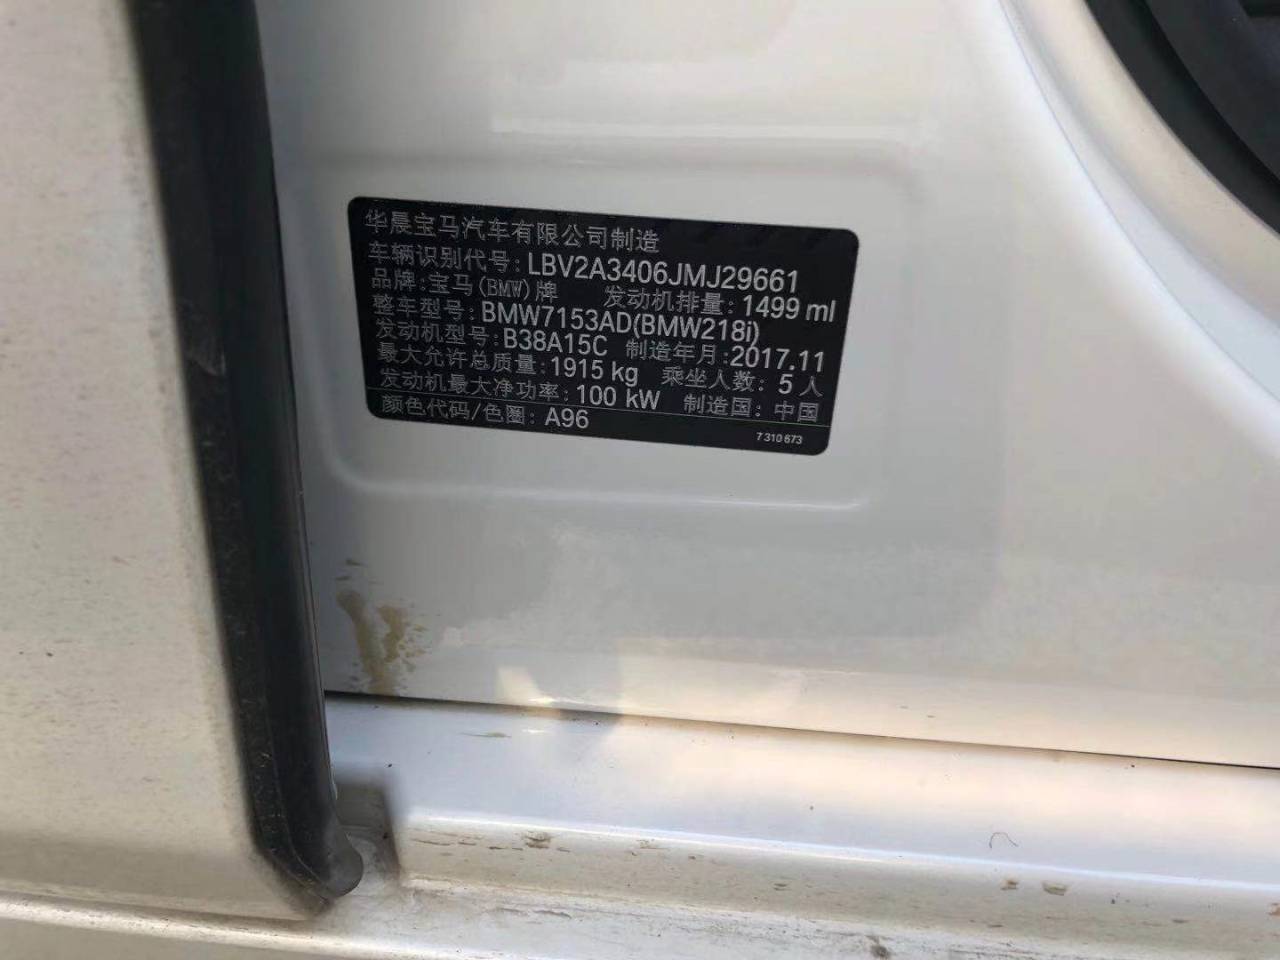 华晨宝马汽车有限公司制造
车辆识别代号: LBV2A3406JMJ29661
品牌: 宝马(BMW)牌 发动机排量: 1499 ml
整车型号: BMW7153AD(BMW218i)
发动机型号: B38A15C 制造年月: 2017.11
最大允许总质量: 1915 kg 乘坐人数: 5 人
发动机最大净功率: 100 kW 制造国: 中国
颜色代码/色圈: A96
7 310 673